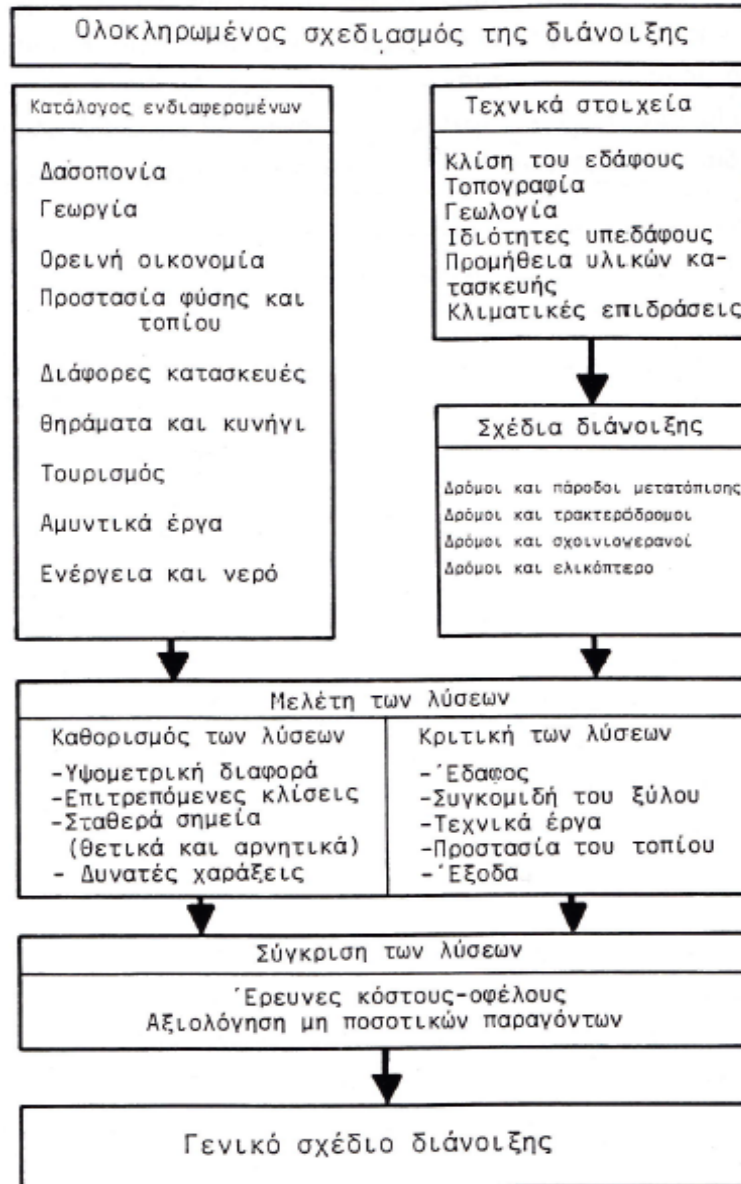 Ολοκληρωμένος σχεδιασμός της διάνοιξης
Κατάλογος ενδιαφερομένων
Δασοπονία
Γεωργία
Ορεινή οικονομία
Προστασία φύσης και
τοπίου
Διάφορες κατασκευές
θηράματα και κυνήγι
Τουρισμός
Αμυντικά έργα
Ενέργεια και νερό
Τεχνικά στοιχεία
Κλίση του εδάφους
Τοπογραφία
Γεωλογία
Ιδιότητες υπεδάφους
Προμήθεια υλικών κα-
τασκευής
Κλιματικές επιδράσεις
Σχέδια διάνοιξης
Δρόμοι και πάροδοι μετατόπισης
Δρόμοι και τρακτερόδρομοι
Δρόμοι και σχοινιογερανοί
Δρόμοι και ελικόπτερο
Μελέτη των λύσεων
Καθορισμός των λύσεων
-Υψομετρική διαφορά
-Επιτρεπόμενες κλίσεις
-Σταθερά σημεία
(θετικά και αρνητικά)
- Δυνατές χαράξεις
Κριτική των λύσεων
-Έδαφος
-Συγκομιδή του ξύλου
-Τεχνικά έργα
-Προστασία του τοπίου
-Έξοδα
Σύγκριση των λύσεων
Έρευνες κόστους-οφέλους
Αξιολόγηση μη ποσοτικών παραγόντων
Γενικό σχέδιο διάνοιξης